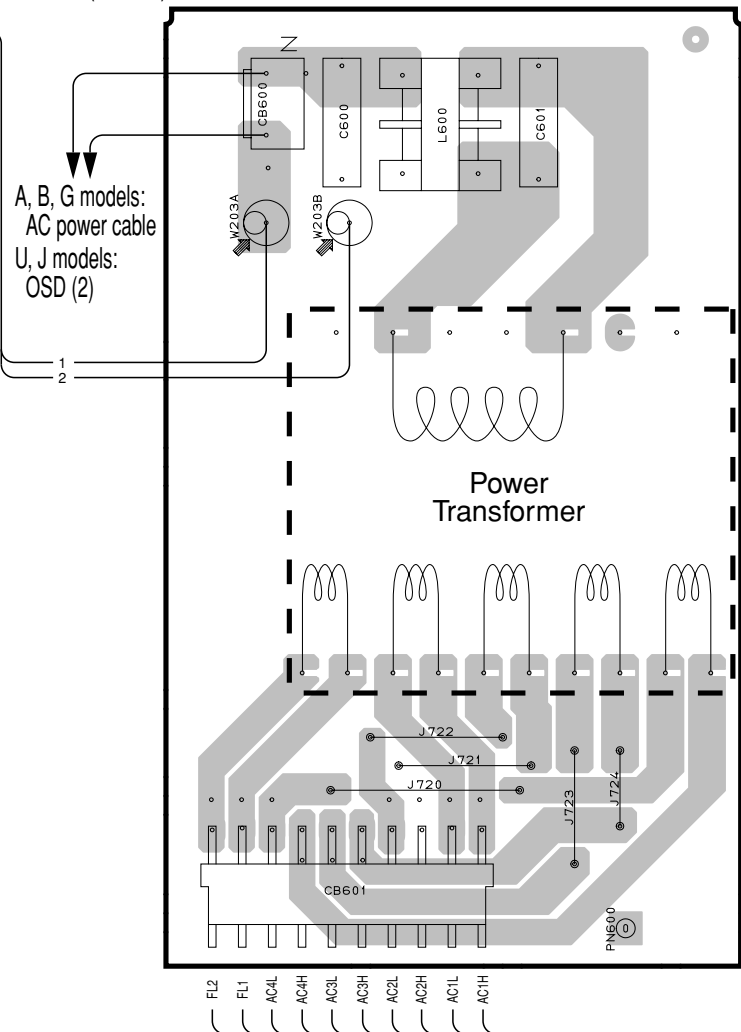 CB600
C600
L600
C601
W203A
W203B
A, B, G models:
AC power cable
U, J models:
OSD (2)
1
2
Power
Transformer
J722
J721
J720
J723
J724
CB601
PN600
FL2
FL1
AC4L
AC4H
AC3L
AC3H
AC2L
AC2H
AC1L
AC1H